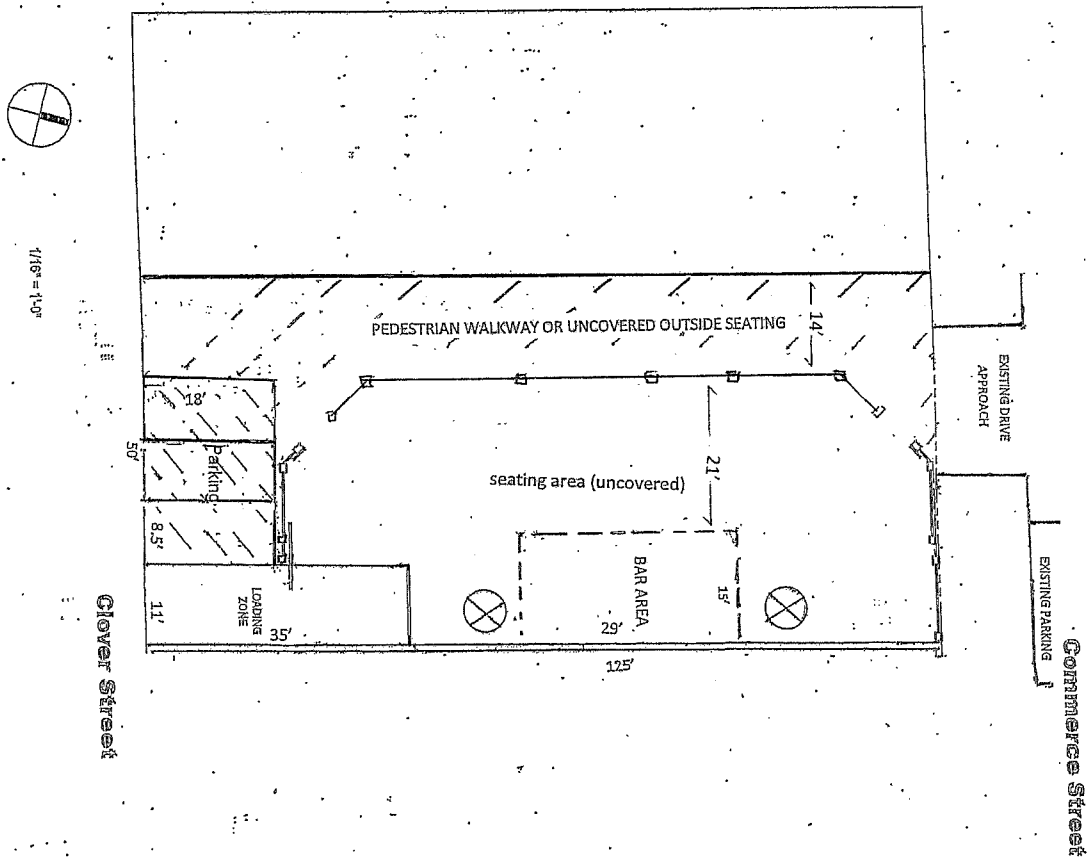 1/16" = 1'-0"
PEDESTRIAN WALKWAY OR UNCOVERED OUTSIDE SEATING
14'
EXISTING DRIVE
APPROACH
18'
Parking
50'
8.5'
seating area (uncovered)
21'
BAR AREA
15'
29'
LOADING
ZONE
11'
35'
125'
EXISTING PARKING
Clover Street
Commerce Street